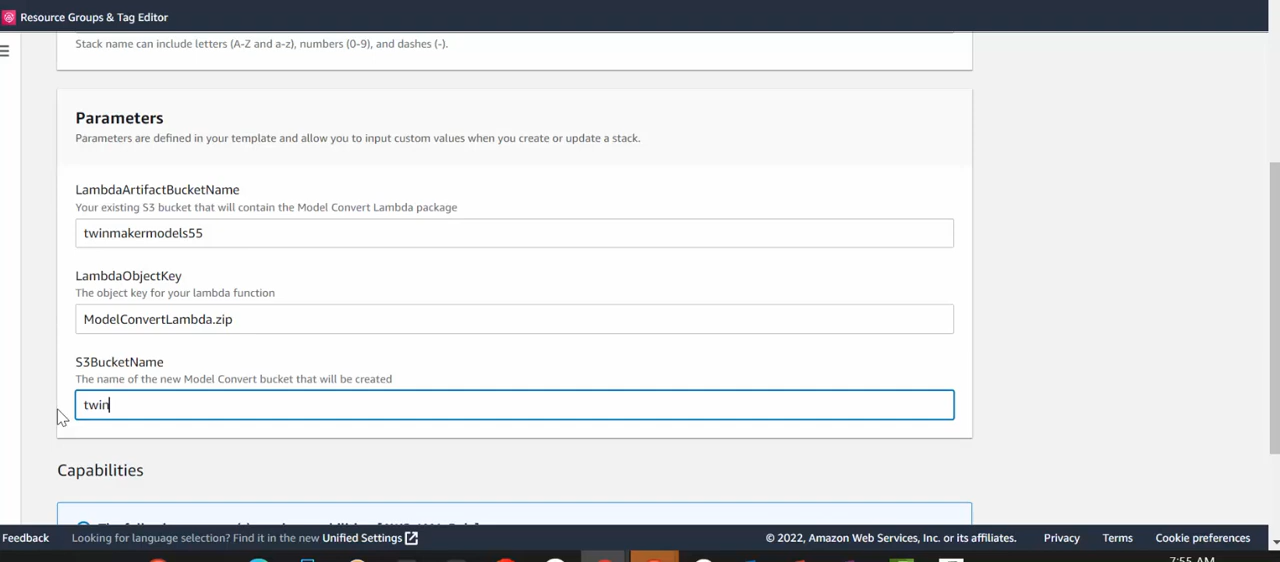 Resource Groups & Tag Editor
Stack name can include letters (A-Z and a-z), numbers (0-9), and dashes (-).
Parameters
Parameters are defined in your template and allow you to input custom values when you create or update a stack.
LambdaArtifactBucketName
Your existing S3 bucket that will contain the Model Convert Lambda package
twinmakermodels55
LambdaObjectKey
The object key for your lambda function
ModelConvertLambda.zip
S3BucketName
The name of the new Model Convert bucket that will be created
twin
Capabilities
Feedback Looking for language selection? Find it in the new Unified Settings © 2022, Amazon Web Services, Inc. or its affiliates. Privacy Terms Cookie preferences
7:55 AM